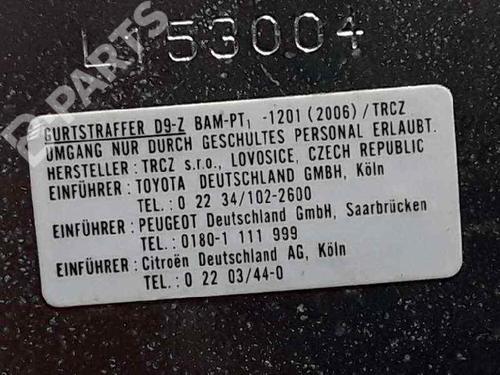 LT53004
GURTSTRAFFER D9-Z BAM-PT₁ -1201 (2006)/TRCZ
UMGANG NUR DURCH GESCHULTES PERSONAL ERLAUBT.
HERSTELLER : TRCZ s.r.o., LOVOSICE, CZECH REPUBLIC
EINFÜHRER : TOYOTA DEUTSCHLAND GMBH, Köln
TEL.: 0 22 34/102-2600
EINFÜHRER : PEUGEOT Deutschland GmbH, Saarbrücken
TEL.: 0180-1 111 999
EINFÜHRER : Citroën Deutschland AG, Köln
TEL.: 0 22 03/44-0